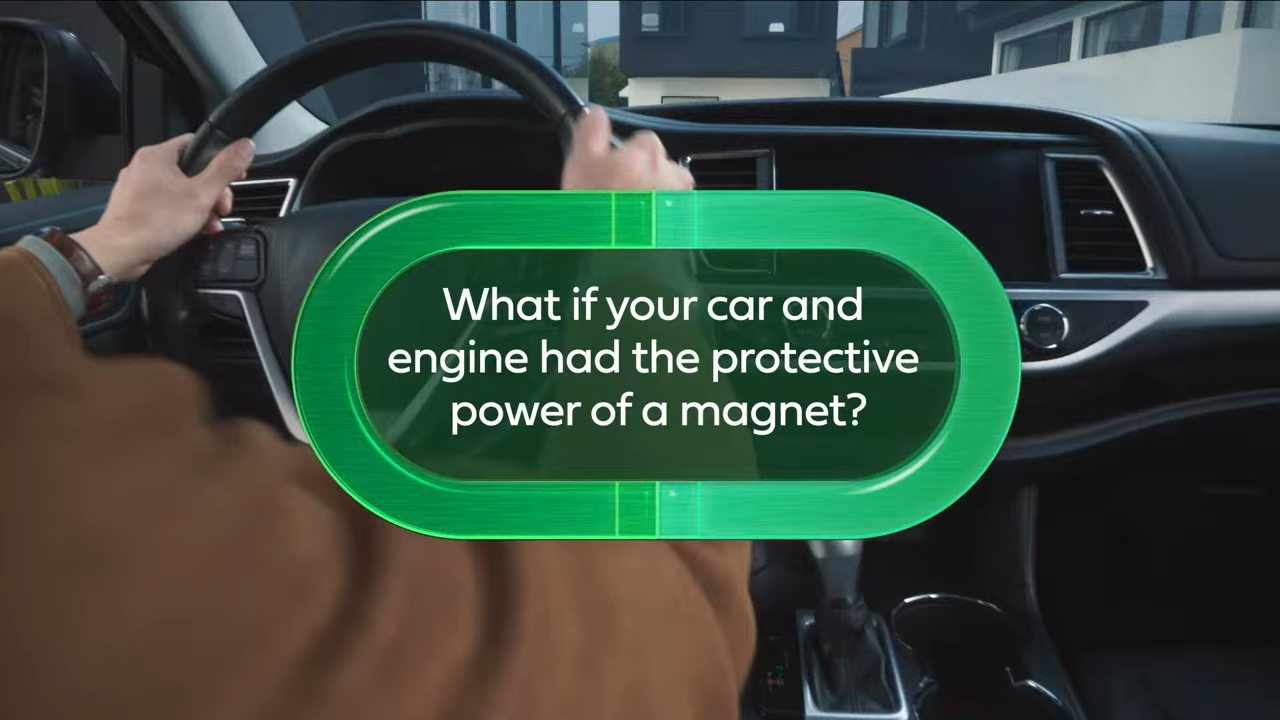 What if your car and
engine had the protective
power of a magnet?